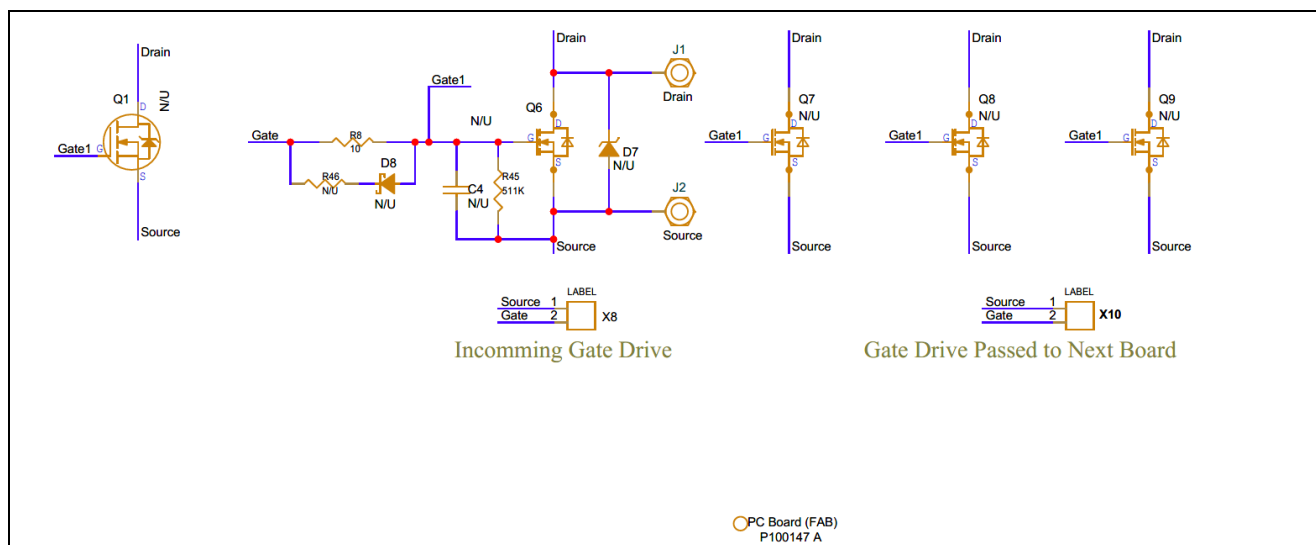 Drain
Q1
D
N/U
Gate1
G
S
Source
Gate
R8
10
R46
N/U
D8
N/U
Gate1
N/U
C4
N/U
R45
511K
Drain
Q6
D
G
S
Source
D7
N/U
J1
Drain
J2
Source
Drain
Q7
N/U
D
Gate1
G
S
Source
Drain
Q8
N/U
D
Gate1
G
S
Source
Drain
Q9
N/U
D
Gate1
G
S
Source
LABEL
Source 1
Gate 2
X8
Incomming Gate Drive
LABEL
Source 1
Gate 2
X10
Gate Drive Passed to Next Board
PC Board (FAB)
P100147 A